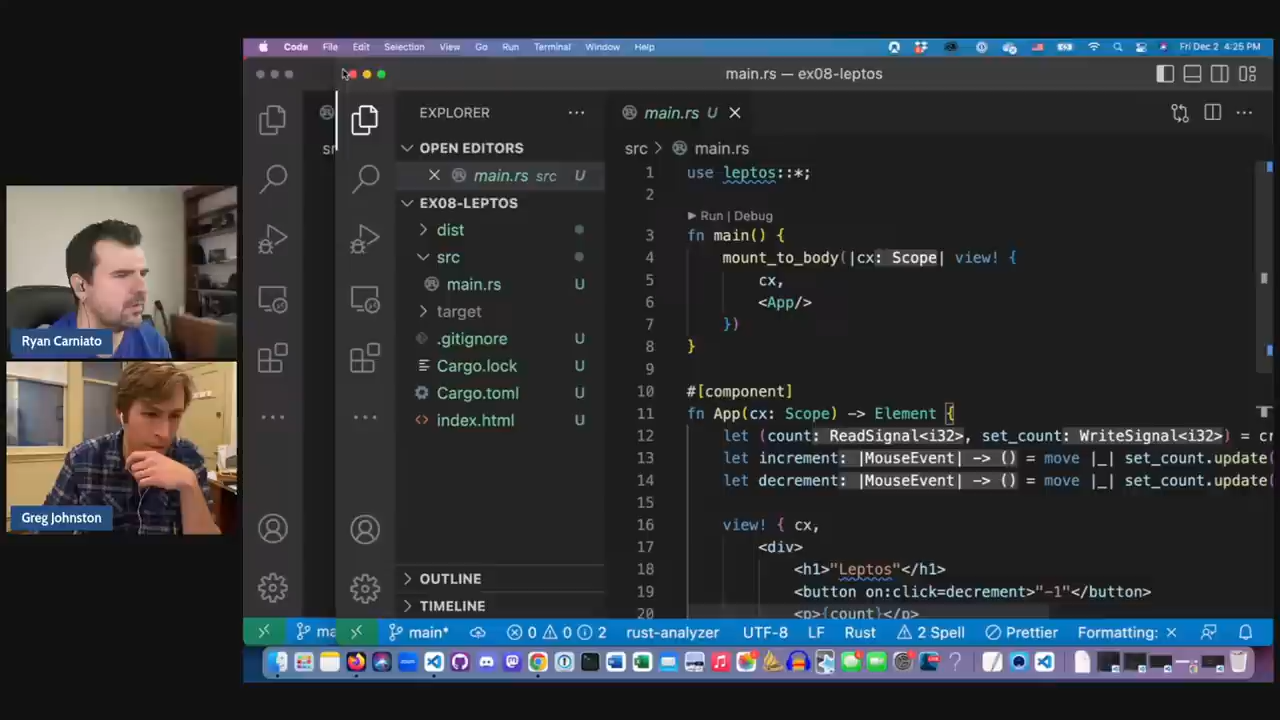 Code File Edit Selection View Go Run Terminal Window Help
Fri Dec 2 4:25 PM
main.rs — ex08-leptos
EXPLORER
main.rs U
OPEN EDITORS
src > main.rs
main.rs src U
EX08-LEPTOS
dist
src
main.rs U
target
.gitignore U
Cargo.lock U
Cargo.toml U
index.html U
OUTLINE
TIMELINE
1 use leptos::*;
2
Run | Debug
3 fn main() {
4 mount_to_body(|cx: Scope| view! {
5 cx,
6 <App/>
7 })
8 }
9
10 #[component]
11 fn App(cx: Scope) -> Element {
12 let (count: ReadSignal<i32>, set_count: WriteSignal<i32>) = cr
13 let increment: |MouseEvent| -> () = move |_| set_count.update(
14 let decrement: |MouseEvent| -> () = move |_| set_count.update(
15
16 view! { cx,
17 <div>
18 <h1>"Leptos"</h1>
19 <button on:click=decrement>"-1"</button>
20 <p>{count}</p>
Ryan Carniato
Greg Johnston
ma main* 0 0 2 rust-analyzer UTF-8 LF Rust 2 Spell Prettier Formatting: ×